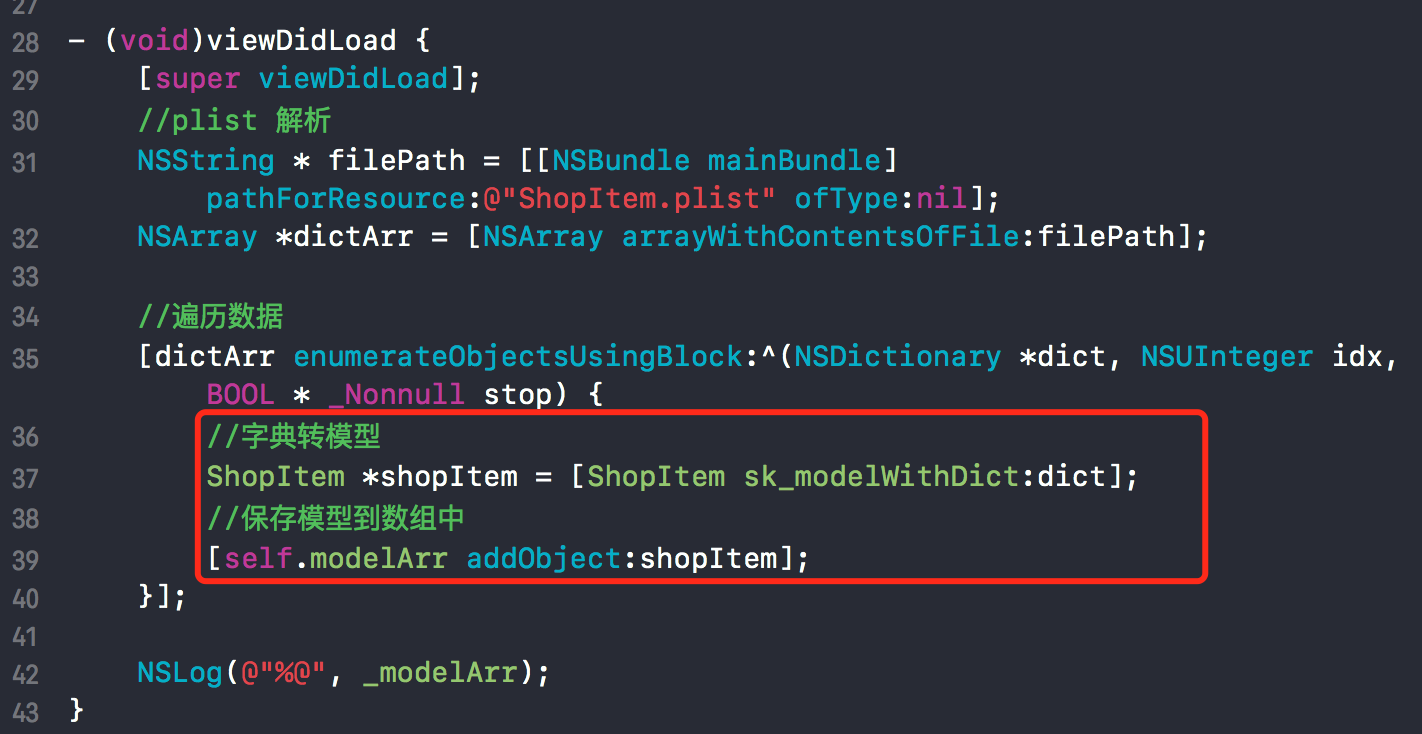 27
28 - (void)viewDidLoad {
29 [super viewDidLoad];
30 //plist 解析
31 NSString * filePath = [[NSBundle mainBundle]
pathForResource:@"ShopItem.plist" ofType:nil];
32 NSArray *dictArr = [NSArray arrayWithContentsOfFile:filePath];
33
34 //遍历数据
35 [dictArr enumerateObjectsUsingBlock:^(NSDictionary *dict, NSUInteger idx,
BOOL * _Nonnull stop) {
36 //字典转模型
37 ShopItem *shopItem = [ShopItem sk_modelWithDict:dict];
38 //保存模型到数组中
39 [self.modelArr addObject:shopItem];
40 }];
41
42 NSLog(@"%@", _modelArr);
43 }